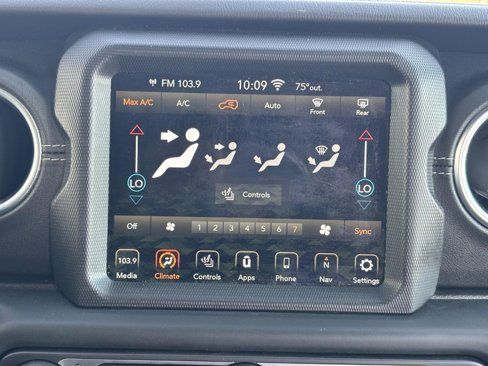 FM 103.9 10:09 75°out.
Max A/C A/C Auto Front Rear
LO LO
Controls
Off 1 2 3 4 5 6 7 Sync
103.9 N
Media Climate Controls Apps Phone Nav Settings